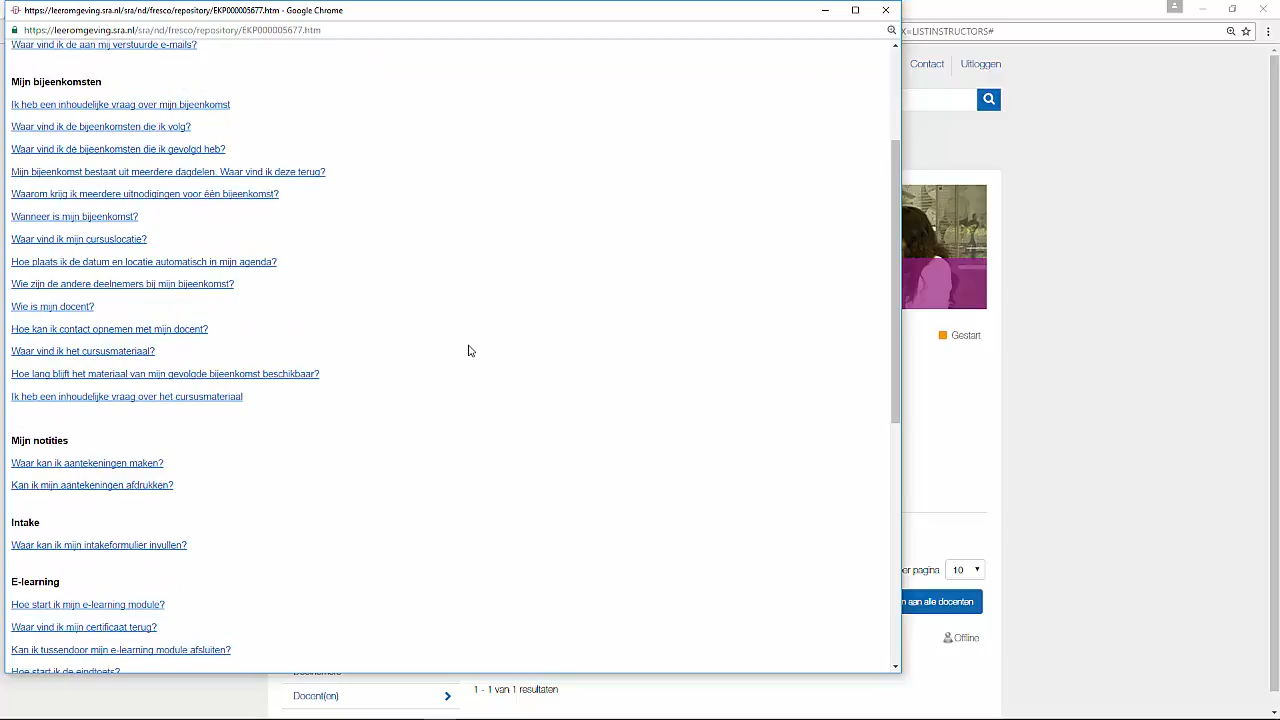 https://leeromgeving.sra.nl/sra/nd/fresco/repository/EKP000005677.htm - Google Chrome
https://leeromgeving.sra.nl/sra/nd/fresco/repository/EKP000005677.htm
X=LISTINSTRUCTORS#
Contact
Uitloggen
Waar vind ik de aan mij verstuurde e-mails?
Mijn bijeenkomsten
Ik heb een inhoudelijke vraag over mijn bijeenkomst
Waar vind ik de bijeenkomsten die ik volg?
Waar vind ik de bijeenkomsten die ik gevolgd heb?
Mijn bijeenkomst bestaat uit meerdere dagdelen. Waar vind ik deze terug?
Waarom krijg ik meerdere uitnodigingen voor één bijeenkomst?
Wanneer is mijn bijeenkomst?
Waar vind ik mijn cursuslocatie?
Hoe plaats ik de datum en locatie automatisch in mijn agenda?
Wie zijn de andere deelnemers bij mijn bijeenkomst?
Wie is mijn docent?
Hoe kan ik contact opnemen met mijn docent?
Gestart
Waar vind ik het cursusmateriaal?
Hoe lang blijft het materiaal van mijn gevolgde bijeenkomst beschikbaar?
Ik heb een inhoudelijke vraag over het cursusmateriaal
Mijn notities
Waar kan ik aantekeningen maken?
Kan ik mijn aantekeningen afdrukken?
Intake
Waar kan ik mijn intakeformulier invullen?
er pagina 10
E-learning
Hoe start ik mijn e-learning module?
n aan alle docenten
Waar vind ik mijn certificaat terug?
Offline
Kan ik tussendoor mijn e-learning module afsluiten?
Hoe start ik de eindtoets?
Deelnemers
Docent(en)
1 - 1 van 1 resultaten